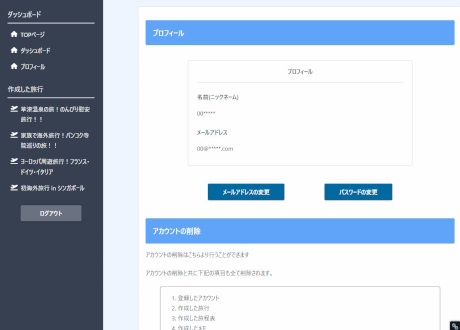 ダッシュボード
TOPページ
ダッシュボード
プロフィール
作成した旅行
草津温泉の旅！のんびり慰安
旅行！！
家族で海外旅行！バンコク寺
院巡りの旅！！
ヨーロッパ周遊旅行！フランス・
ドイツ・イタリア
初海外旅行 in シンガポール
ログアウト
プロフィール
プロフィール
名前(ニックネーム)
00*****
メールアドレス
00@*****.com
メールアドレスの変更
パスワードの変更
アカウントの削除
アカウントの削除はこちらより行うことができます
アカウントの削除と共に下記の項目も全て削除されます。
1. 登録したアカウント
2. 作成した旅行
3. 作成した旅程表
4. 作成したメモ